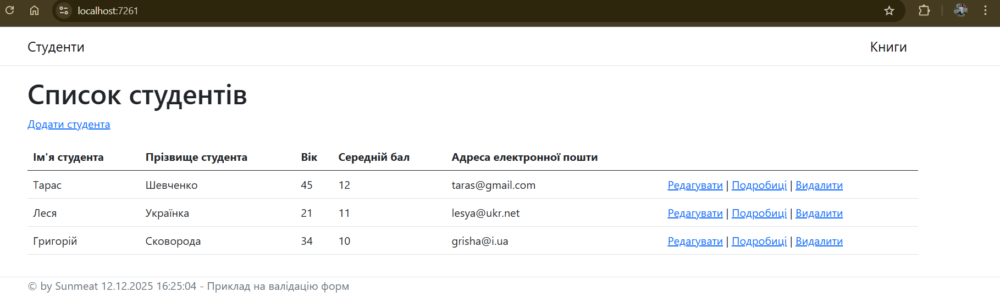 localhost:7261
Студенти Книги
Список студентів
Додати студента
Ім'я студента Прізвище студента Вік Середній бал Адреса електронної пошти
Тарас Шевченко 45 12 taras@gmail.com Редагувати | Подробиці | Видалити
Леся Українка 21 11 lesya@ukr.net Редагувати | Подробиці | Видалити
Григорій Сковорода 34 10 grisha@i.ua Редагувати | Подробиці | Видалити
© by Sunmeat 12.12.2025 16:25:04 - Приклад на валідацію форм